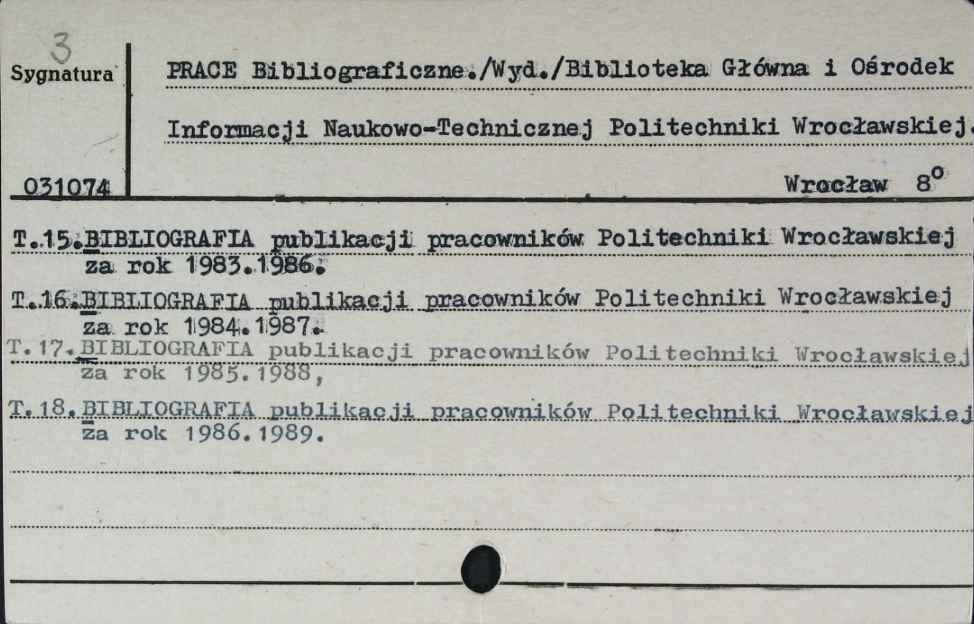 3
Sygnatura
PRACE Bibliograficzne./Wyd./Biblioteka Główna i Ośrodek
Informacji Naukowo-Technicznej Politechniki Wrocławskiej.
031074
Wrocław 8°
T.15.BIBLIOGRAFIA publikacji pracowników Politechniki Wrocławskiej
za rok 1983.1986.
T.16.BIBLIOGRAFIA publikacji pracowników Politechniki Wrocławskiej
za rok 1984.1987.
T.17.BIBLIOGRAFIA publikacji pracowników Politechniki Wrocławskiej
za rok 1985.1988,
T.18.BIBLIOGRAFIA publikacji pracowników Politechniki Wrocławskiej
za rok 1986.1989.